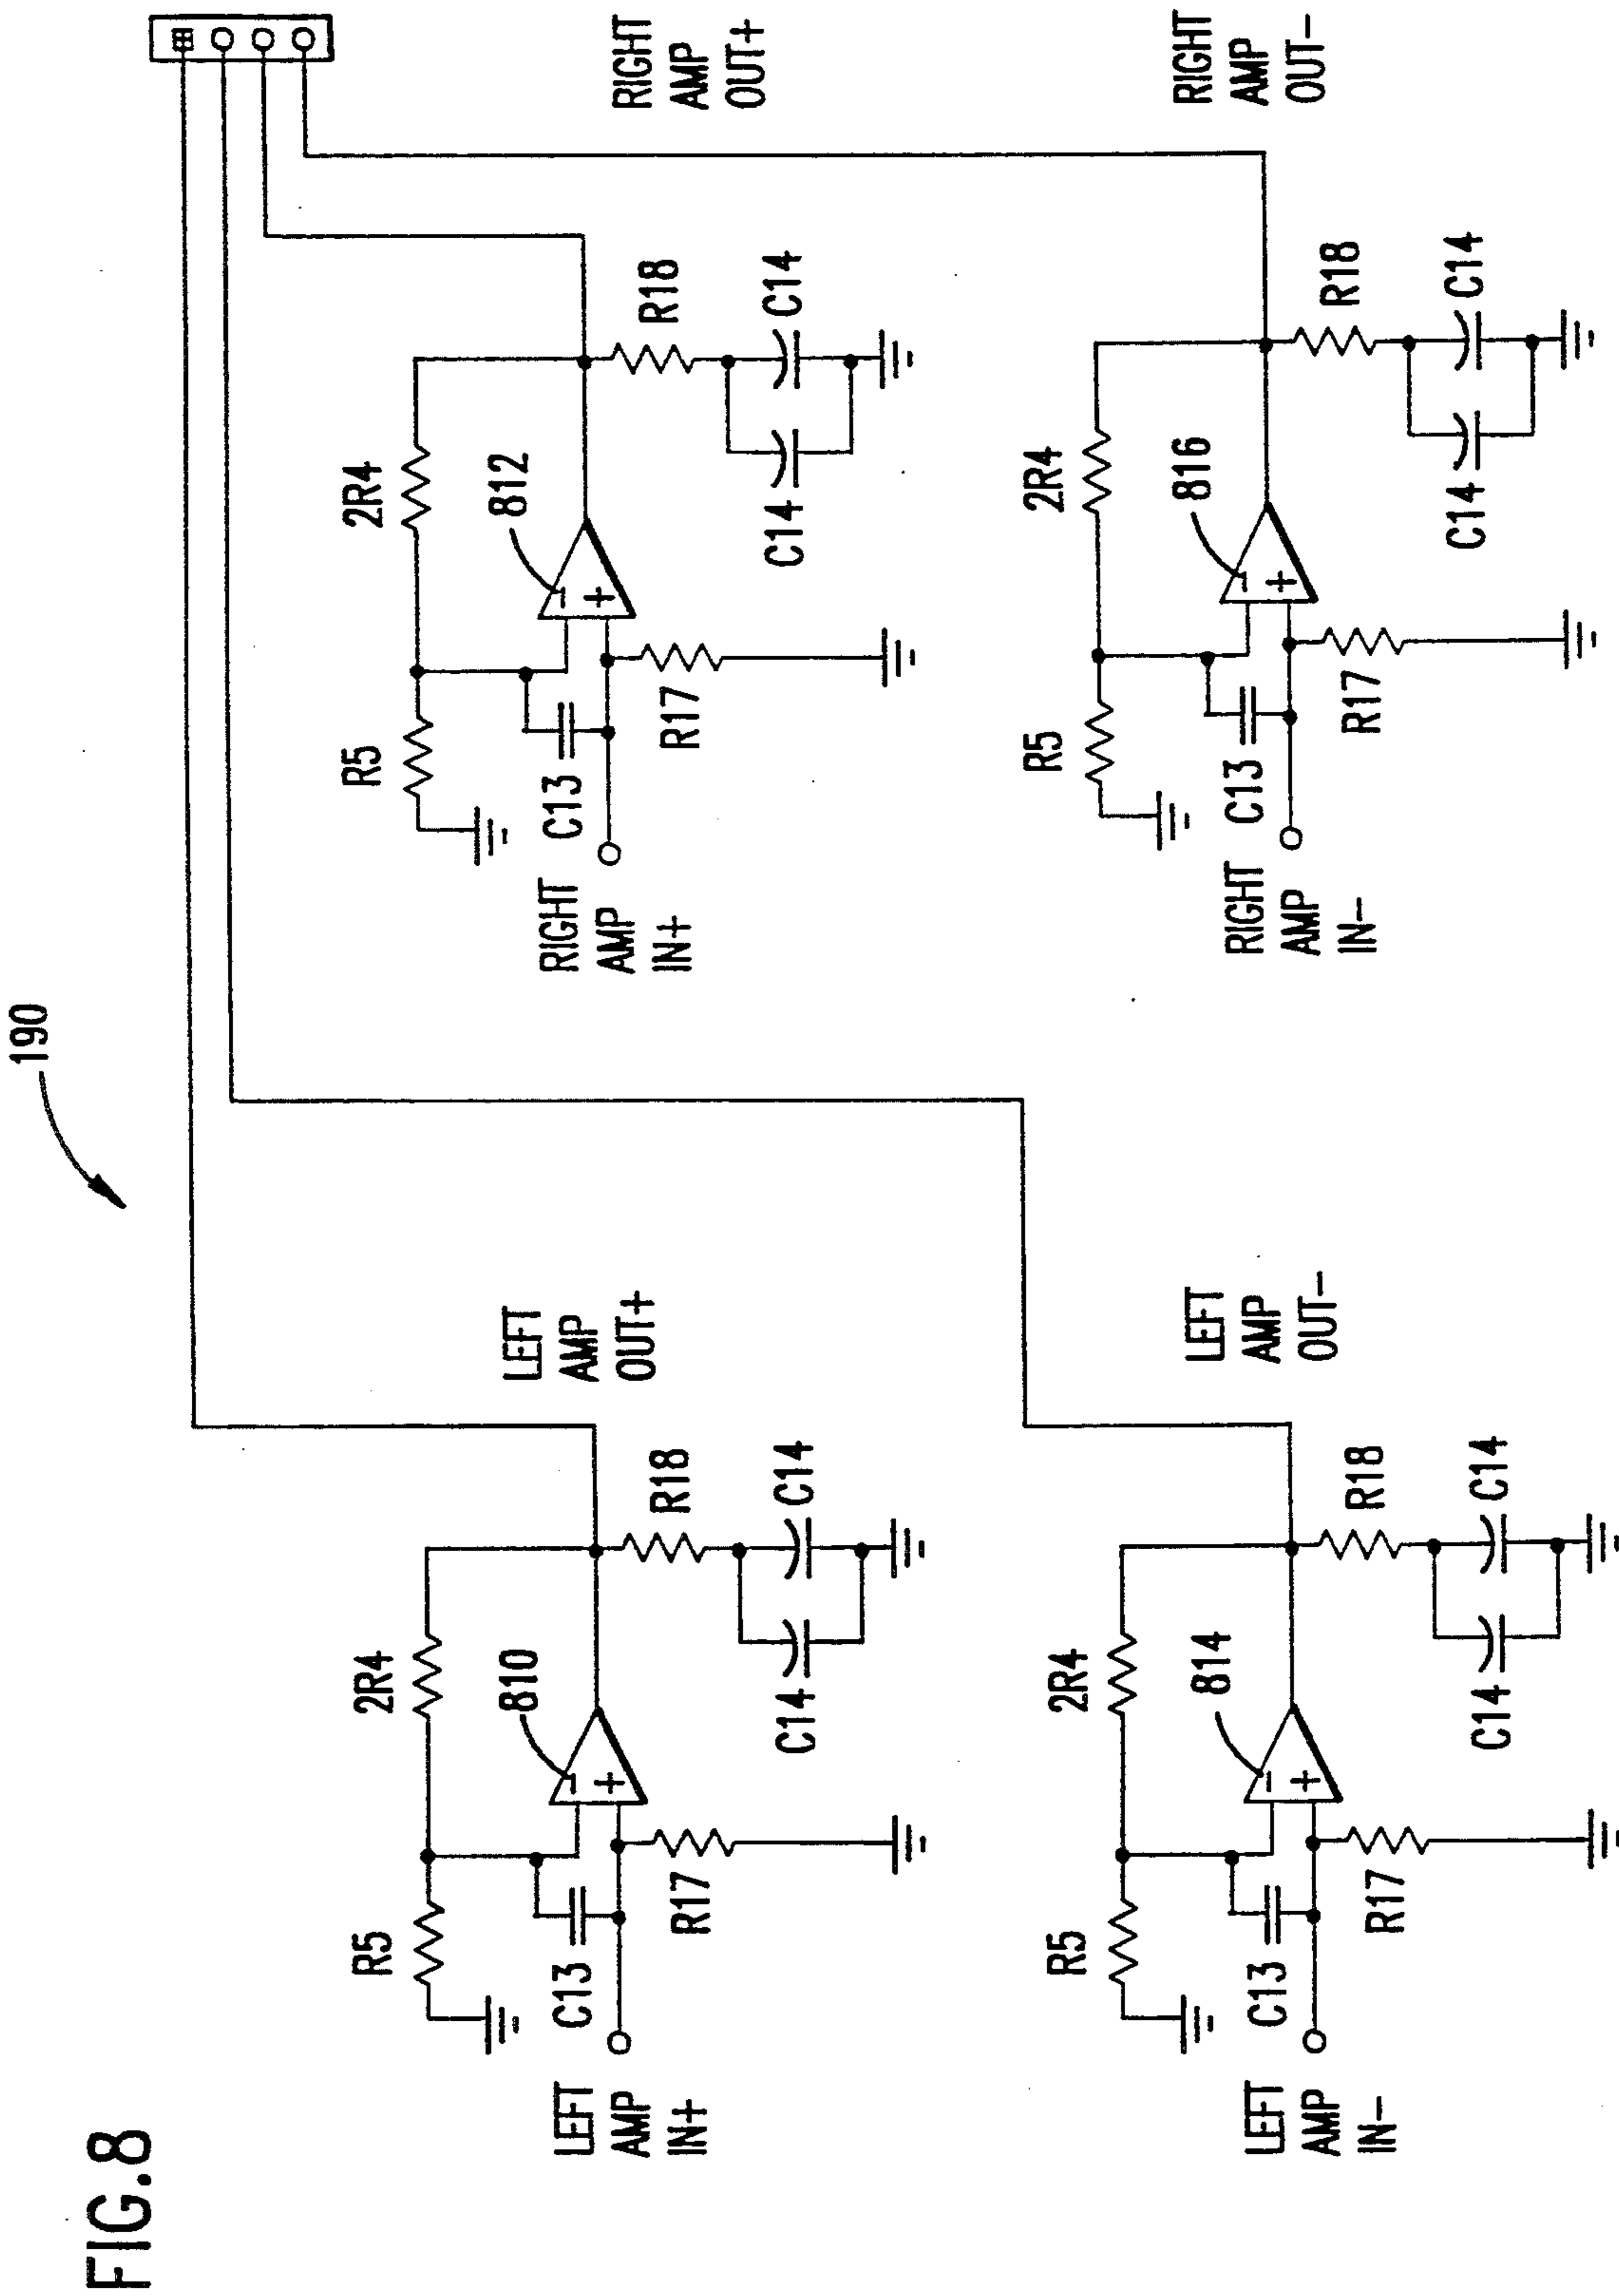 FIG.8
190
LEFT
AMP
IN+
R5
C13
R17
2R4
810
C14
C14
R18
LEFT
AMP
OUT+
RIGHT
AMP
IN+
R5
C13
R17
2R4
812
C14
C14
R18
RIGHT
AMP
OUT+
LEFT
AMP
IN-
R5
C13
R17
2R4
814
C14
C14
R18
LEFT
AMP
OUT-
RIGHT
AMP
IN-
R5
C13
R17
2R4
816
C14
C14
R18
RIGHT
AMP
OUT-